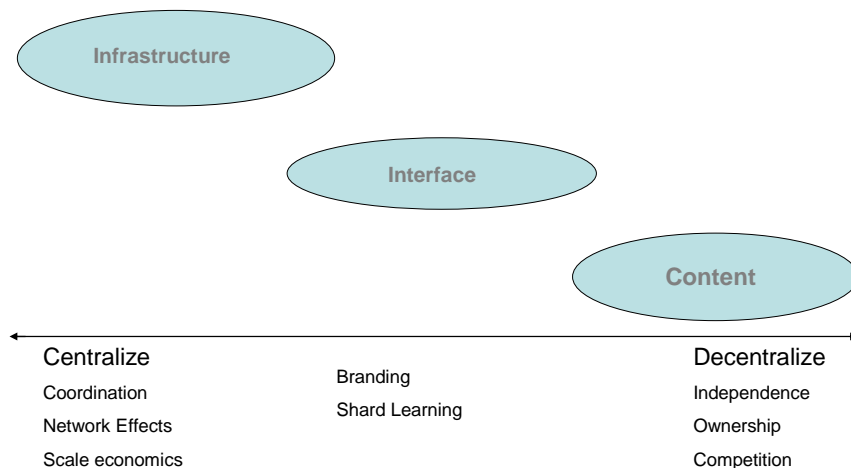 Infrastructure
Interface
Content
Centralize
Coordination
Network Effects
Scale economics
Branding
Shard Learning
Decentralize
Independence
Ownership
Competition